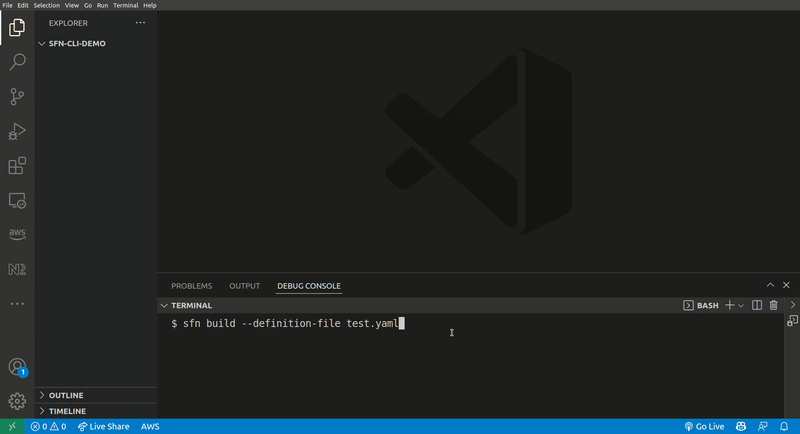 File Edit Selection View Go Run Terminal Help
EXPLORER ...
SFN-CLI-DEMO
aws
N2
1
PROBLEMS OUTPUT DEBUG CONSOLE
TERMINAL
BASH
$ sfn build --definition-file test.yaml
OUTLINE
TIMELINE
0 0 Live Share AWS
Go Live